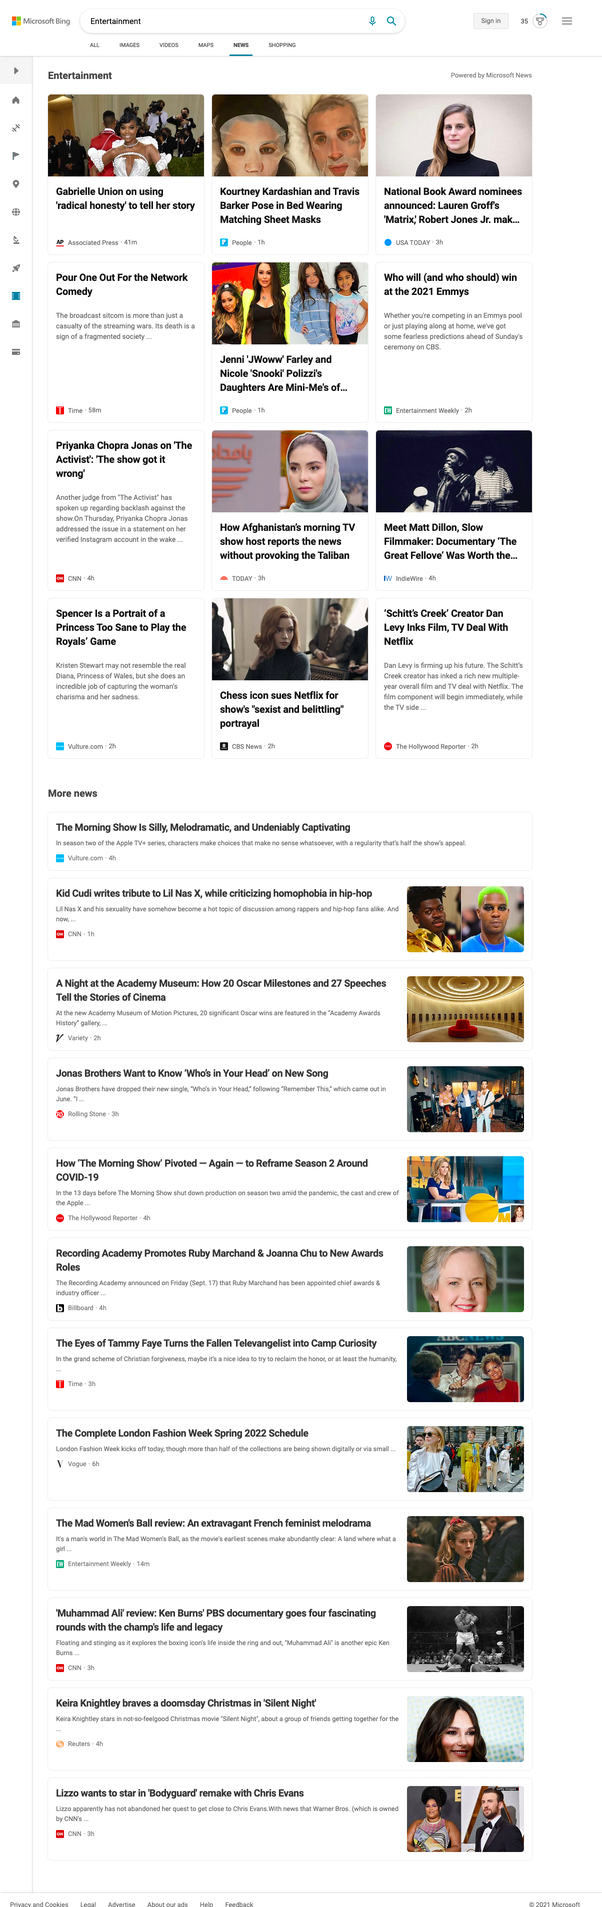 Microsoft Bing
Entertainment
Sign in
35
ALL
IMAGES
VIDEOS
MAPS
NEWS
SHOPPING
Entertainment
Powered by Microsoft News
Gabrielle Union on using
'radical honesty' to tell her story
AP Associated Press · 41m
Kourtney Kardashian and Travis
Barker Pose in Bed Wearing
Matching Sheet Masks
People · 1h
National Book Award nominees
announced: Lauren Groff's
'Matrix,' Robert Jones Jr. mak...
USA TODAY · 3h
Pour One Out For the Network
Comedy
The broadcast sitcom is more than just a
casualty of the streaming wars. Its death is a
sign of a fragmented society ...
Time · 58m
Jenni 'JWoww' Farley and
Nicole 'Snooki' Polizzi's
Daughters Are Mini-Me's of...
People · 1h
Who will (and who should) win
at the 2021 Emmys
Whether you're competing in an Emmys pool
or just playing along at home, we've got
some fearless predictions ahead of Sunday's
ceremony on CBS.
Entertainment Weekly · 2h
Priyanka Chopra Jonas on 'The
Activist': 'The show got it
wrong'
Another judge from "The Activist" has
spoken up regarding backlash against the
show.On Thursday, Priyanka Chopra Jonas
addressed the issue in a statement on her
verified Instagram account in the wake ...
CNN · 4h
How Afghanistan's morning TV
show host reports the news
without provoking the Taliban
TODAY · 3h
Meet Matt Dillon, Slow
Filmmaker: Documentary 'The
Great Fellove' Was Worth the...
IW IndieWire · 4h
Spencer Is a Portrait of a
Princess Too Sane to Play the
Royals' Game
Kristen Stewart may not resemble the real
Diana, Princess of Wales, but she does an
incredible job of capturing the woman's
charisma and her sadness.
Vulture.com · 2h
Chess icon sues Netflix for
show's "sexist and belittling"
portrayal
CBS News · 2h
'Schitt's Creek' Creator Dan
Levy Inks Film, TV Deal With
Netflix
Dan Levy is firming up his future. The Schitt's
Creek creator has inked a rich new multiple-
year overall film and TV deal with Netflix. The
film component will begin immediately, while
the TV side ...
The Hollywood Reporter · 2h
More news
The Morning Show Is Silly, Melodramatic, and Undeniably Captivating
In season two of the Apple TV+ series, characters make choices that make no sense whatsoever, with a regularity that's half the show's appeal.
Vulture.com · 4h
Kid Cudi writes tribute to Lil Nas X, while criticizing homophobia in hip-hop
Lil Nas X and his sexuality have somehow become a hot topic of discussion among rappers and hip-hop fans alike. And
now, ...
CNN · 1h
A Night at the Academy Museum: How 20 Oscar Milestones and 27 Speeches
Tell the Stories of Cinema
At the new Academy Museum of Motion Pictures, 20 significant Oscar wins are featured in the "Academy Awards
History" gallery, ...
Variety · 2h
Jonas Brothers Want to Know 'Who's in Your Head' on New Song
Jonas Brothers have dropped their new single, "Who's in Your Head," following "Remember This," which came out in
June. "I ...
Rolling Stone · 3h
How 'The Morning Show' Pivoted — Again — to Reframe Season 2 Around
COVID-19
In the 13 days before The Morning Show shut down production on season two amid the pandemic, the cast and crew of
the Apple ...
The Hollywood Reporter · 4h
Recording Academy Promotes Ruby Marchand & Joanna Chu to New Awards
Roles
The Recording Academy announced on Friday (Sept. 17) that Ruby Marchand has been appointed chief awards &
industry officer ...
Billboard · 4h
The Eyes of Tammy Faye Turns the Fallen Televangelist into Camp Curiosity
In the grand scheme of Christian forgiveness, maybe it's a nice idea to try to reclaim the honor, or at least the humanity,
...
Time · 3h
The Complete London Fashion Week Spring 2022 Schedule
London Fashion Week kicks off today, though more than half of the collections are being shown digitally or via small ...
Vogue · 6h
The Mad Women's Ball review: An extravagant French feminist melodrama
It's a man's world in The Mad Women's Ball, as the movie's earliest scenes make abundantly clear: A land where what a
girl ...
Entertainment Weekly · 14m
'Muhammad Ali' review: Ken Burns' PBS documentary goes four fascinating
rounds with the champ's life and legacy
Floating and stinging as it explores the boxing icon's life inside the ring and out, "Muhammad Ali" is another epic Ken
Burns ...
CNN · 3h
Keira Knightley braves a doomsday Christmas in 'Silent Night'
Keira Knightley stars in not-so-feelgood Christmas movie "Silent Night", about a group of friends getting together for the
...
Reuters · 4h
Lizzo wants to star in 'Bodyguard' remake with Chris Evans
Lizzo apparently has not abandoned her quest to get close to Chris Evans.With news that Warner Bros. (which is owned
by CNN's ...
CNN · 3h
Privacy and Cookies
Legal
Advertise
About our ads
Help
Feedback
© 2021 Microsoft